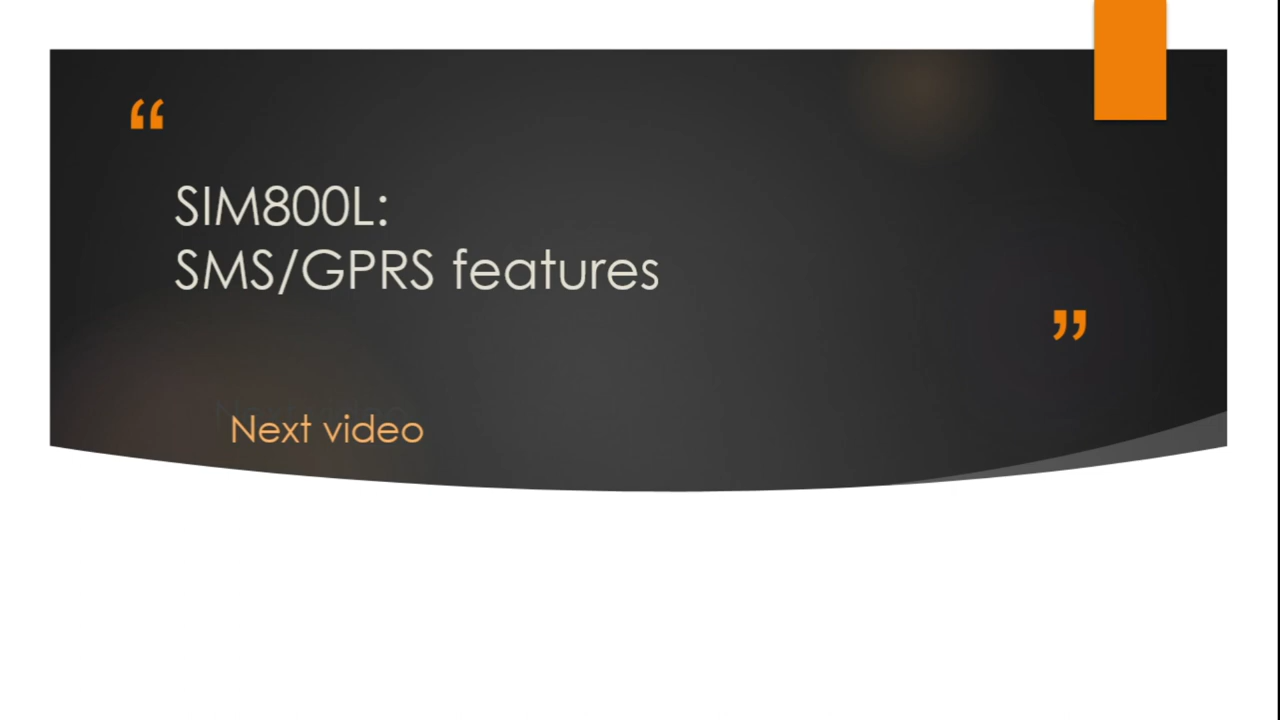 “
SIM800L:
SMS/GPRS features
”
Next video